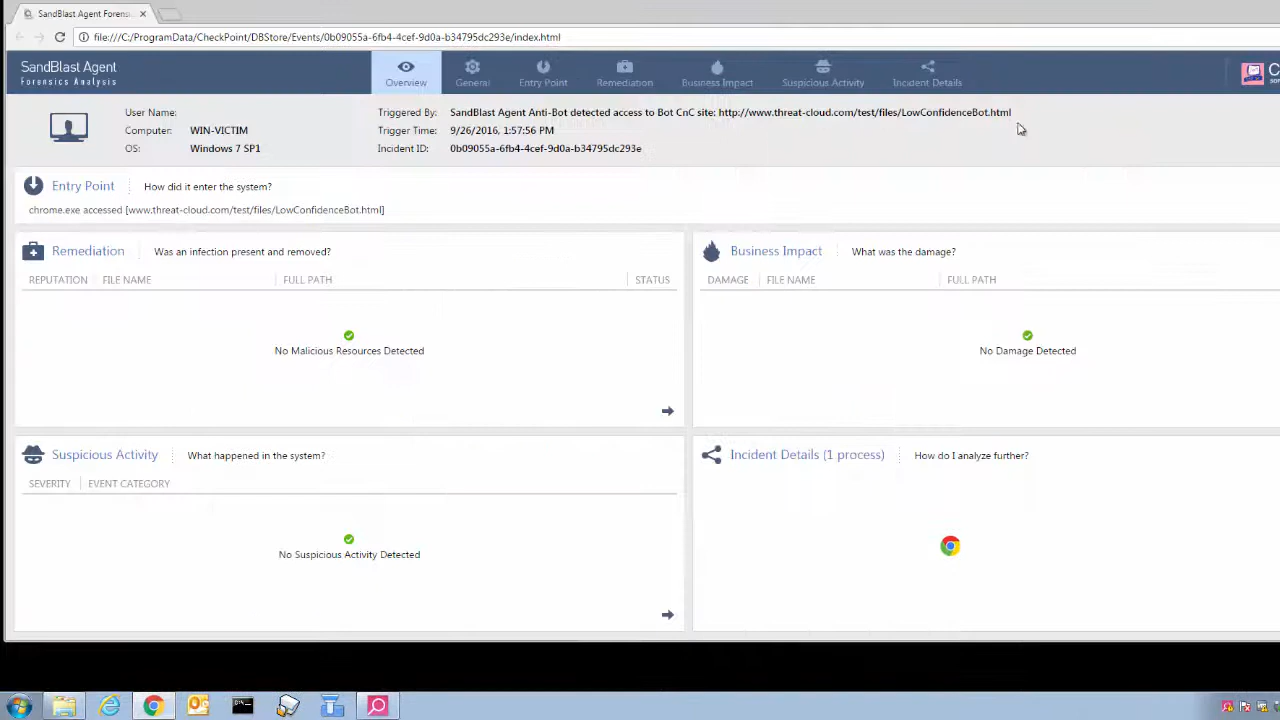 SandBlast Agent Forensi
file:///C:/ProgramData/CheckPoint/DBStore/Events/0b09055a-6fb4-4cef-9d0a-b34795dc293e/index.html
SandBlast Agent
Forensics Analysis
Overview
General
Entry Point
Remediation
Business Impact
Suspicious Activity
Incident Details
User Name:
Computer: WIN-VICTIM
OS: Windows 7 SP1
Triggered By: SandBlast Agent Anti-Bot detected access to Bot CnC site: http://www.threat-cloud.com/test/files/LowConfidenceBot.html
Trigger Time: 9/26/2016, 1:57:56 PM
Incident ID: 0b09055a-6fb4-4cef-9d0a-b34795dc293e
Entry Point How did it enter the system?
chrome.exe accessed [www.threat-cloud.com/test/files/LowConfidenceBot.html]
Remediation Was an infection present and removed?
REPUTATION FILE NAME FULL PATH STATUS
No Malicious Resources Detected
Business Impact What was the damage?
DAMAGE FILE NAME FULL PATH
No Damage Detected
Suspicious Activity What happened in the system?
SEVERITY EVENT CATEGORY
No Suspicious Activity Detected
Incident Details (1 process) How do I analyze further?